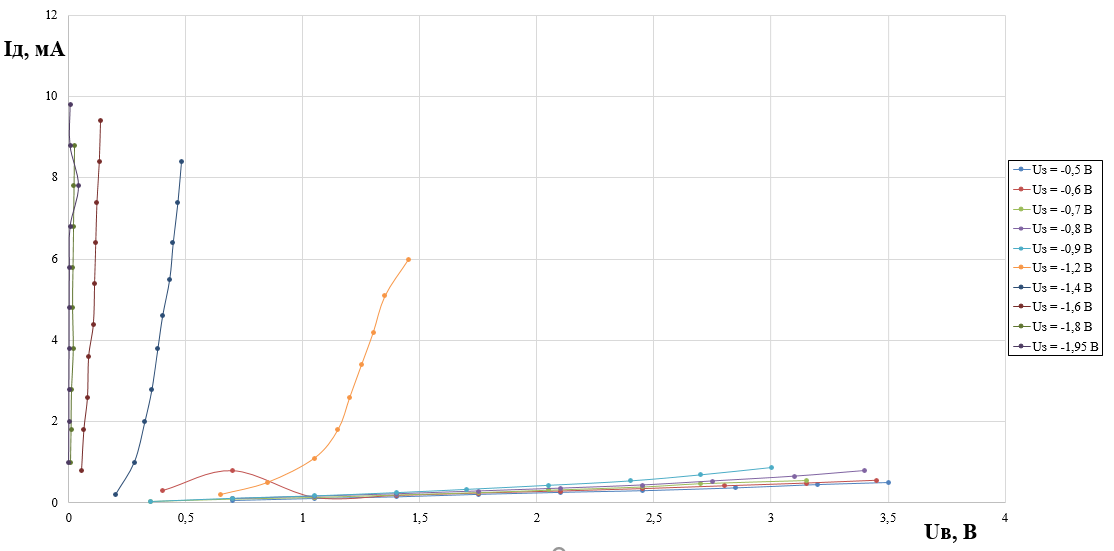 12
Iд, мА
10
8
6
4
2
0
0
0,5
1
1,5
2
2,5
3
3,5
4
Uв, В
Uз = -0,5 В
Uз = -0,6 В
Uз = -0,7 В
Uз = -0,8 В
Uз = -0,9 В
Uз = -1,2 В
Uз = -1,4 В
Uз = -1,6 В
Uз = -1,8 В
Uз = -1,95 В